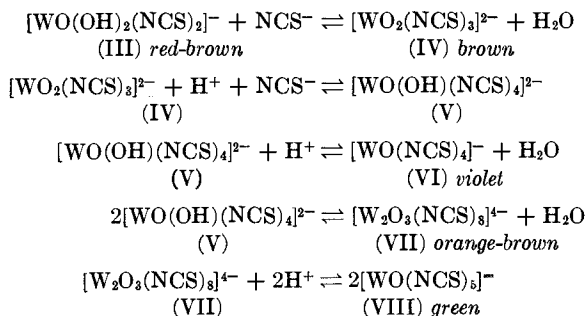 [WO(OH)₂(NCS)₂]⁻ + NCS⁻ ⇌ [WO₂(NCS)₃]²⁻ + H₂O
(III) red-brown (IV) brown
[WO₂(NCS)₃]²⁻ + H⁺ + NCS⁻ ⇌ [WO(OH)(NCS)₄]²⁻
(IV) (V)
[WO(OH)(NCS)₄]²⁻ + H⁺ ⇌ [WO(NCS)₄]⁻ + H₂O
(V) (VI) violet
2[WO(OH)(NCS)₄]²⁻ ⇌ [W₂O₃(NCS)₈]⁴⁻ + H₂O
(V) (VII) orange-brown
[W₂O₃(NCS)₈]⁴⁻ + 2H⁺ ⇌ 2[WO(NCS)₅]⁻
(VII) (VIII) green